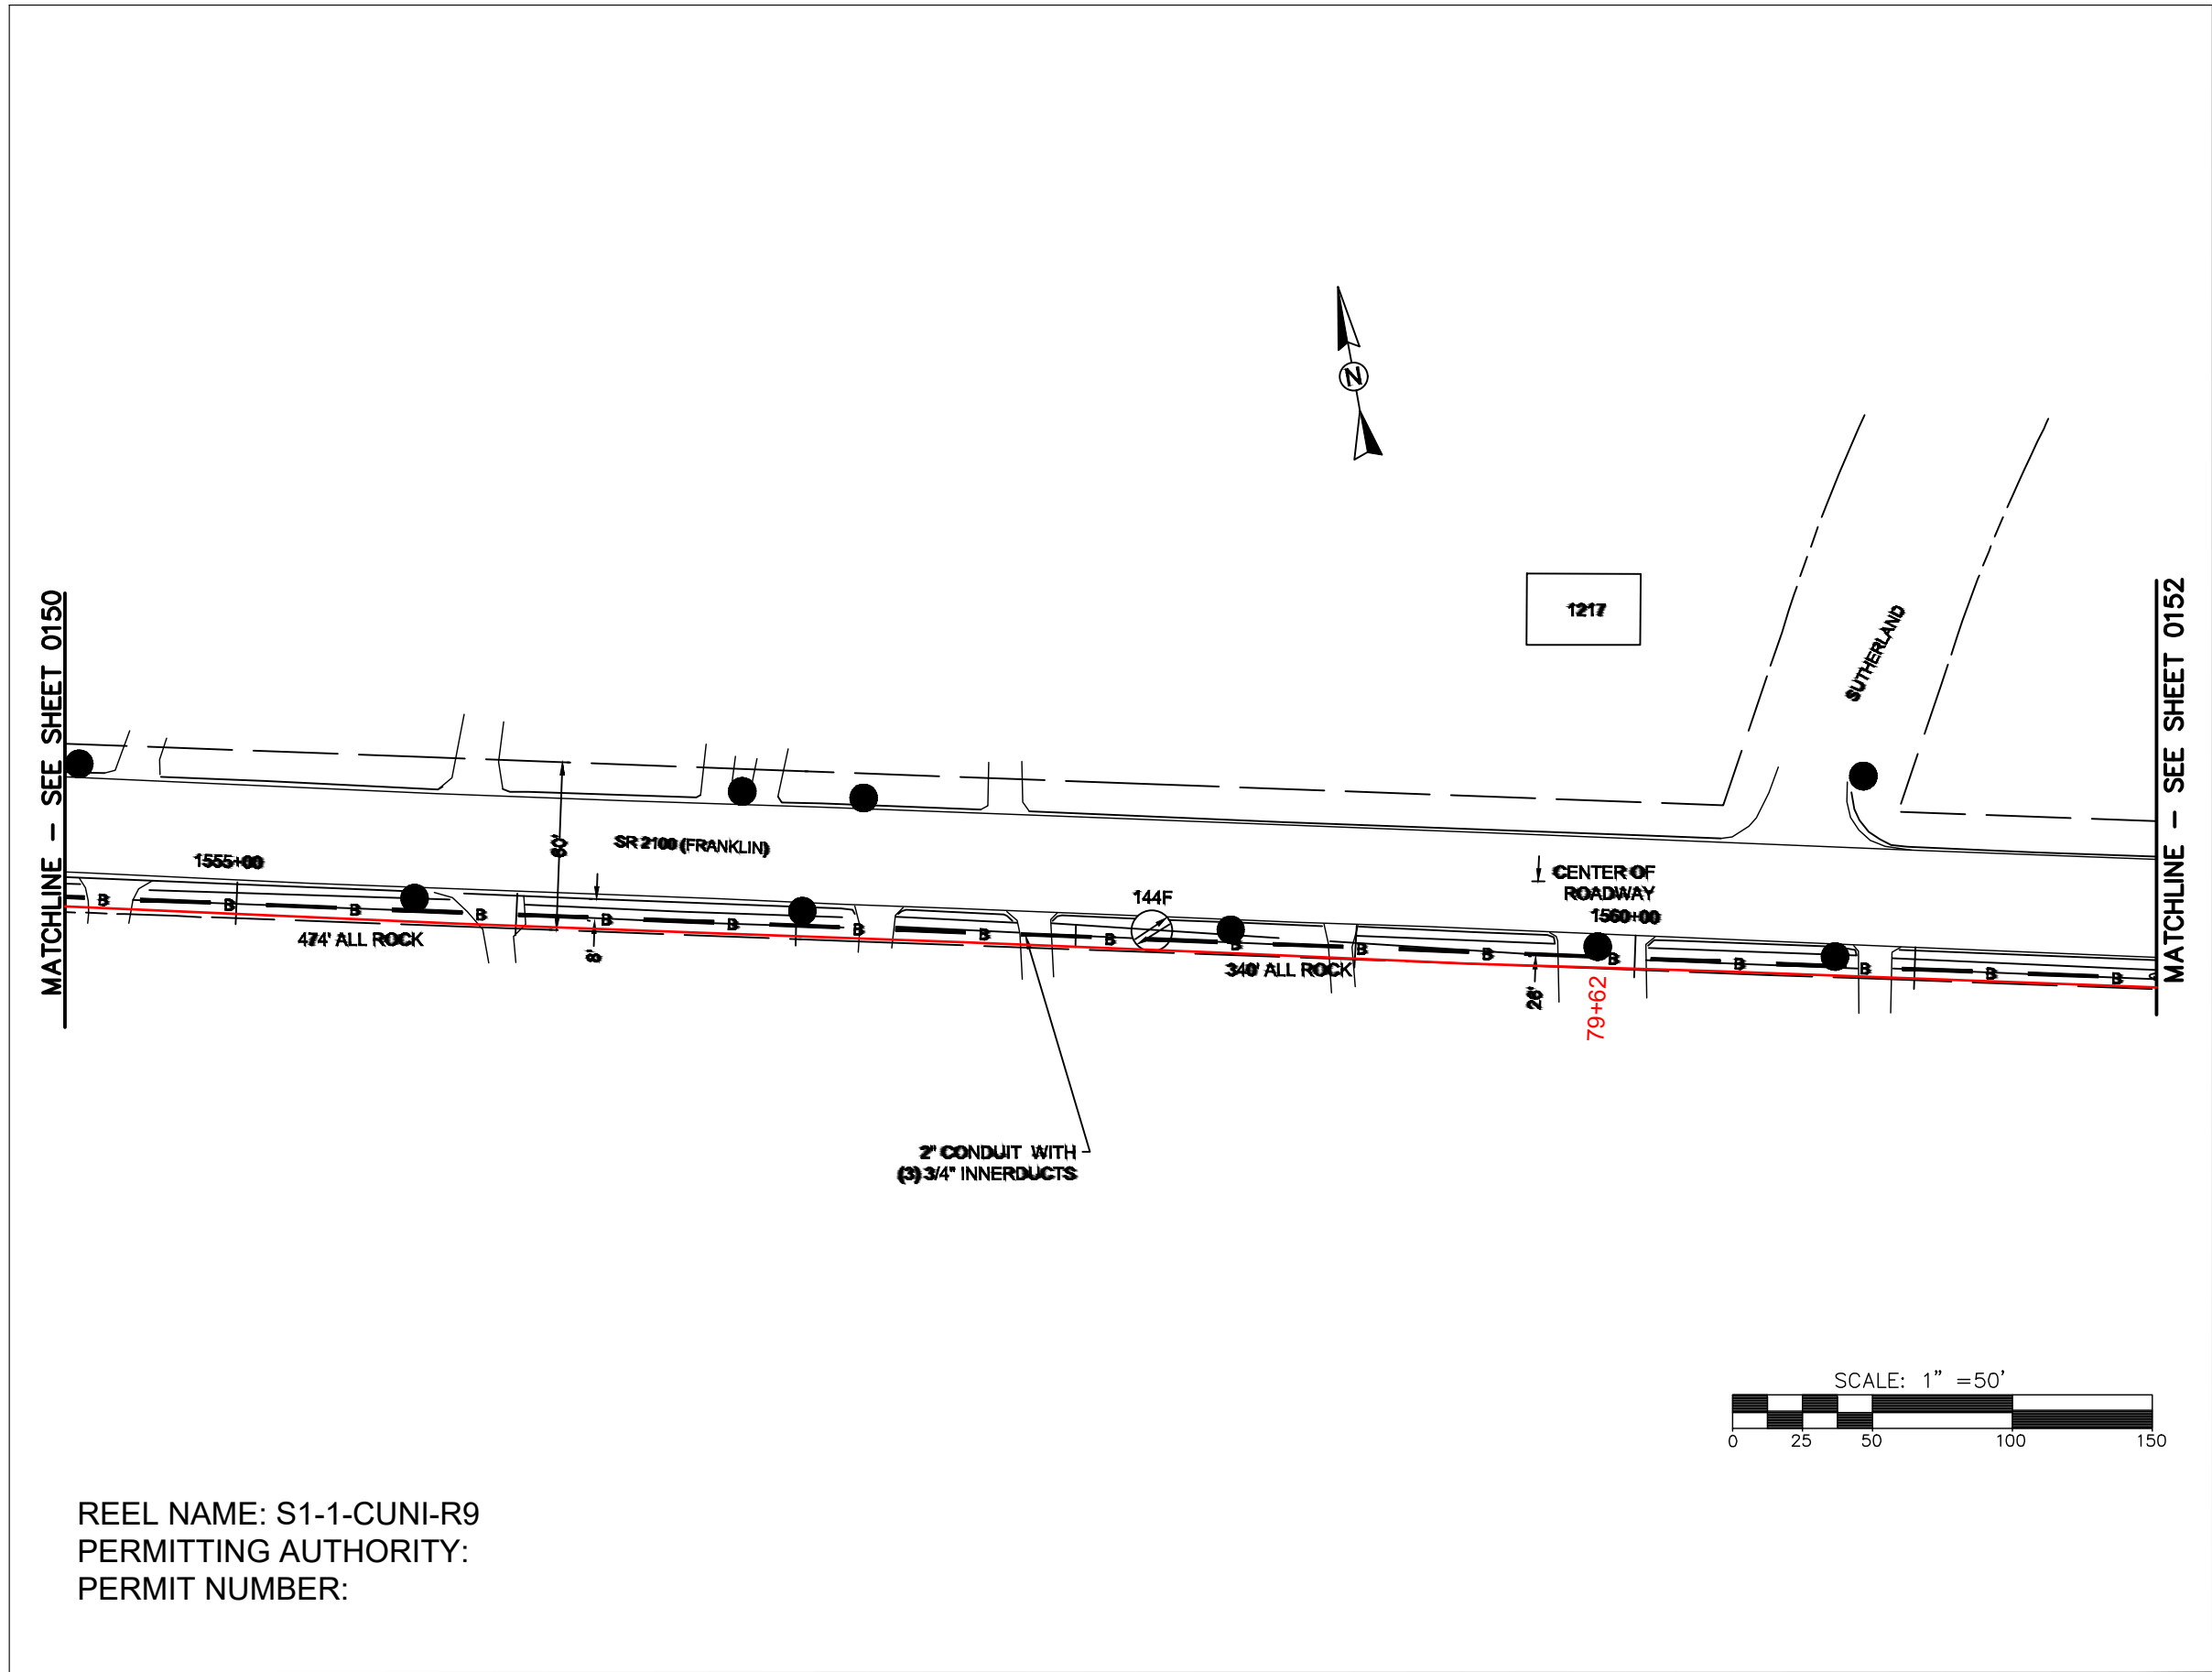 N
MATCHLINE – SEE SHEET 0150
MATCHLINE – SEE SHEET 0152
1217
SUTHERLAND
60'
SR 2100 (FRANKLIN)
1555+00
CENTER OF
ROADWAY
1560+00
144F
B B B B B B B B B B B B B B B B B
474' ALL ROCK
8'
340' ALL ROCK
26'
79+62
2" CONDUIT WITH
(3) 3/4" INNERDUCTS
SCALE: 1" =50'
0 25 50 100 150
REEL NAME: S1-1-CUNI-R9
PERMITTING AUTHORITY:
PERMIT NUMBER: